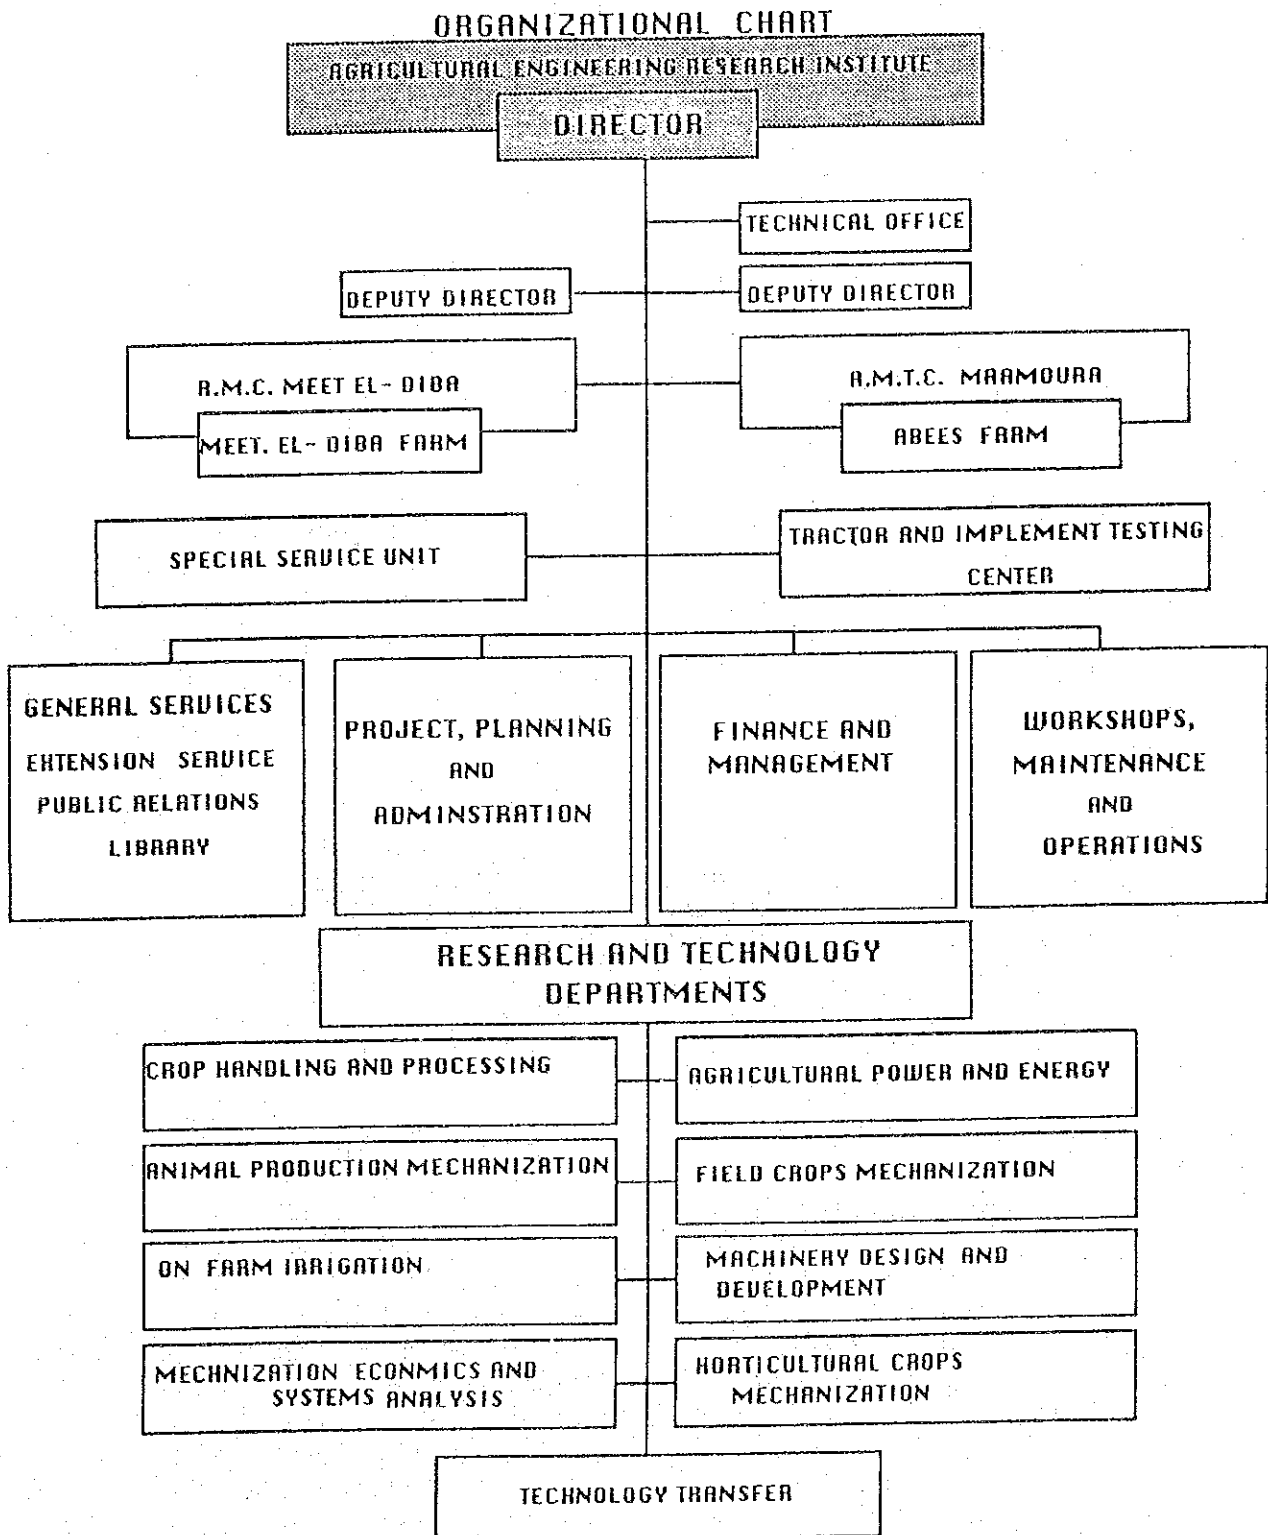 ORGANIZATIONAL CHART
AGRICULTURAL ENGINEERING RESEARCH INSTITUTE
DIRECTOR
TECHNICAL OFFICE
DEPUTY DIRECTOR
DEPUTY DIRECTOR
A.M.C. MEET EL- DIBA
MEET. EL- DIBA FARM
A.M.T.C. MAAMOURA
ABEES FARM
SPECIAL SERVICE UNIT
TRACTOR AND IMPLEMENT TESTING
CENTER
GENERAL SERVICES
EXTENSION SERVICE
PUBLIC RELATIONS
LIBRARY
PROJECT, PLANNING
AND
ADMINSTRATION
FINANCE AND
MANAGEMENT
WORKSHOPS,
MAINTENANCE
AND
OPERATIONS
RESEARCH AND TECHNOLOGY
DEPARTMENTS
CROP HANDLING AND PROCESSING
AGRICULTURAL POWER AND ENERGY
ANIMAL PRODUCTION MECHANIZATION
FIELD CROPS MECHANIZATION
ON FARM IRRIGATION
MACHINERY DESIGN AND
DEVELOPMENT
MECHNIZATION ECONMICS AND
SYSTEMS ANALYSIS
HORTICULTURAL CROPS
MECHANIZATION
TECHNOLOGY TRANSFER